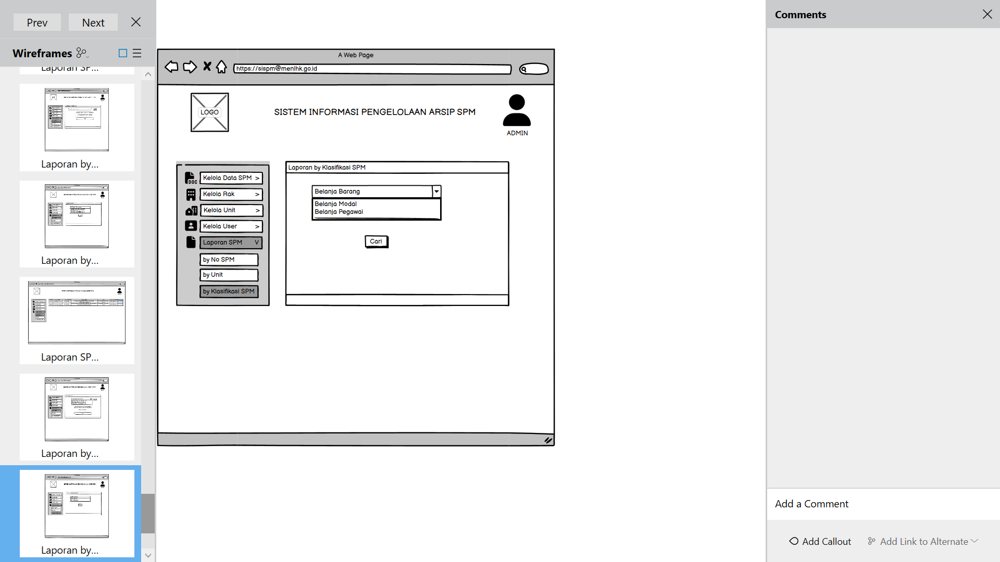 Prev
Next
Wireframes
Laporan SP...
Laporan by...
Laporan by...
Laporan SP...
Laporan by...
Laporan by...
A Web Page
https://sispm@menlhk.go.id
LOGO
SISTEM INFORMASI PENGELOLAAN ARSIP SPM
ADMIN
DOC
Kelola Data SPM >
Kelola Rak >
Kelola Unit >
Kelola User >
Laporan SPM V
by No SPM
by Unit
by Klasifikasi SPM
Laporan by Klasifikasi SPM
Belanja Barang
Belanja Modal
Belanja Pegawai
Cari
Comments
Add a Comment
Add Callout
Add Link to Alternate